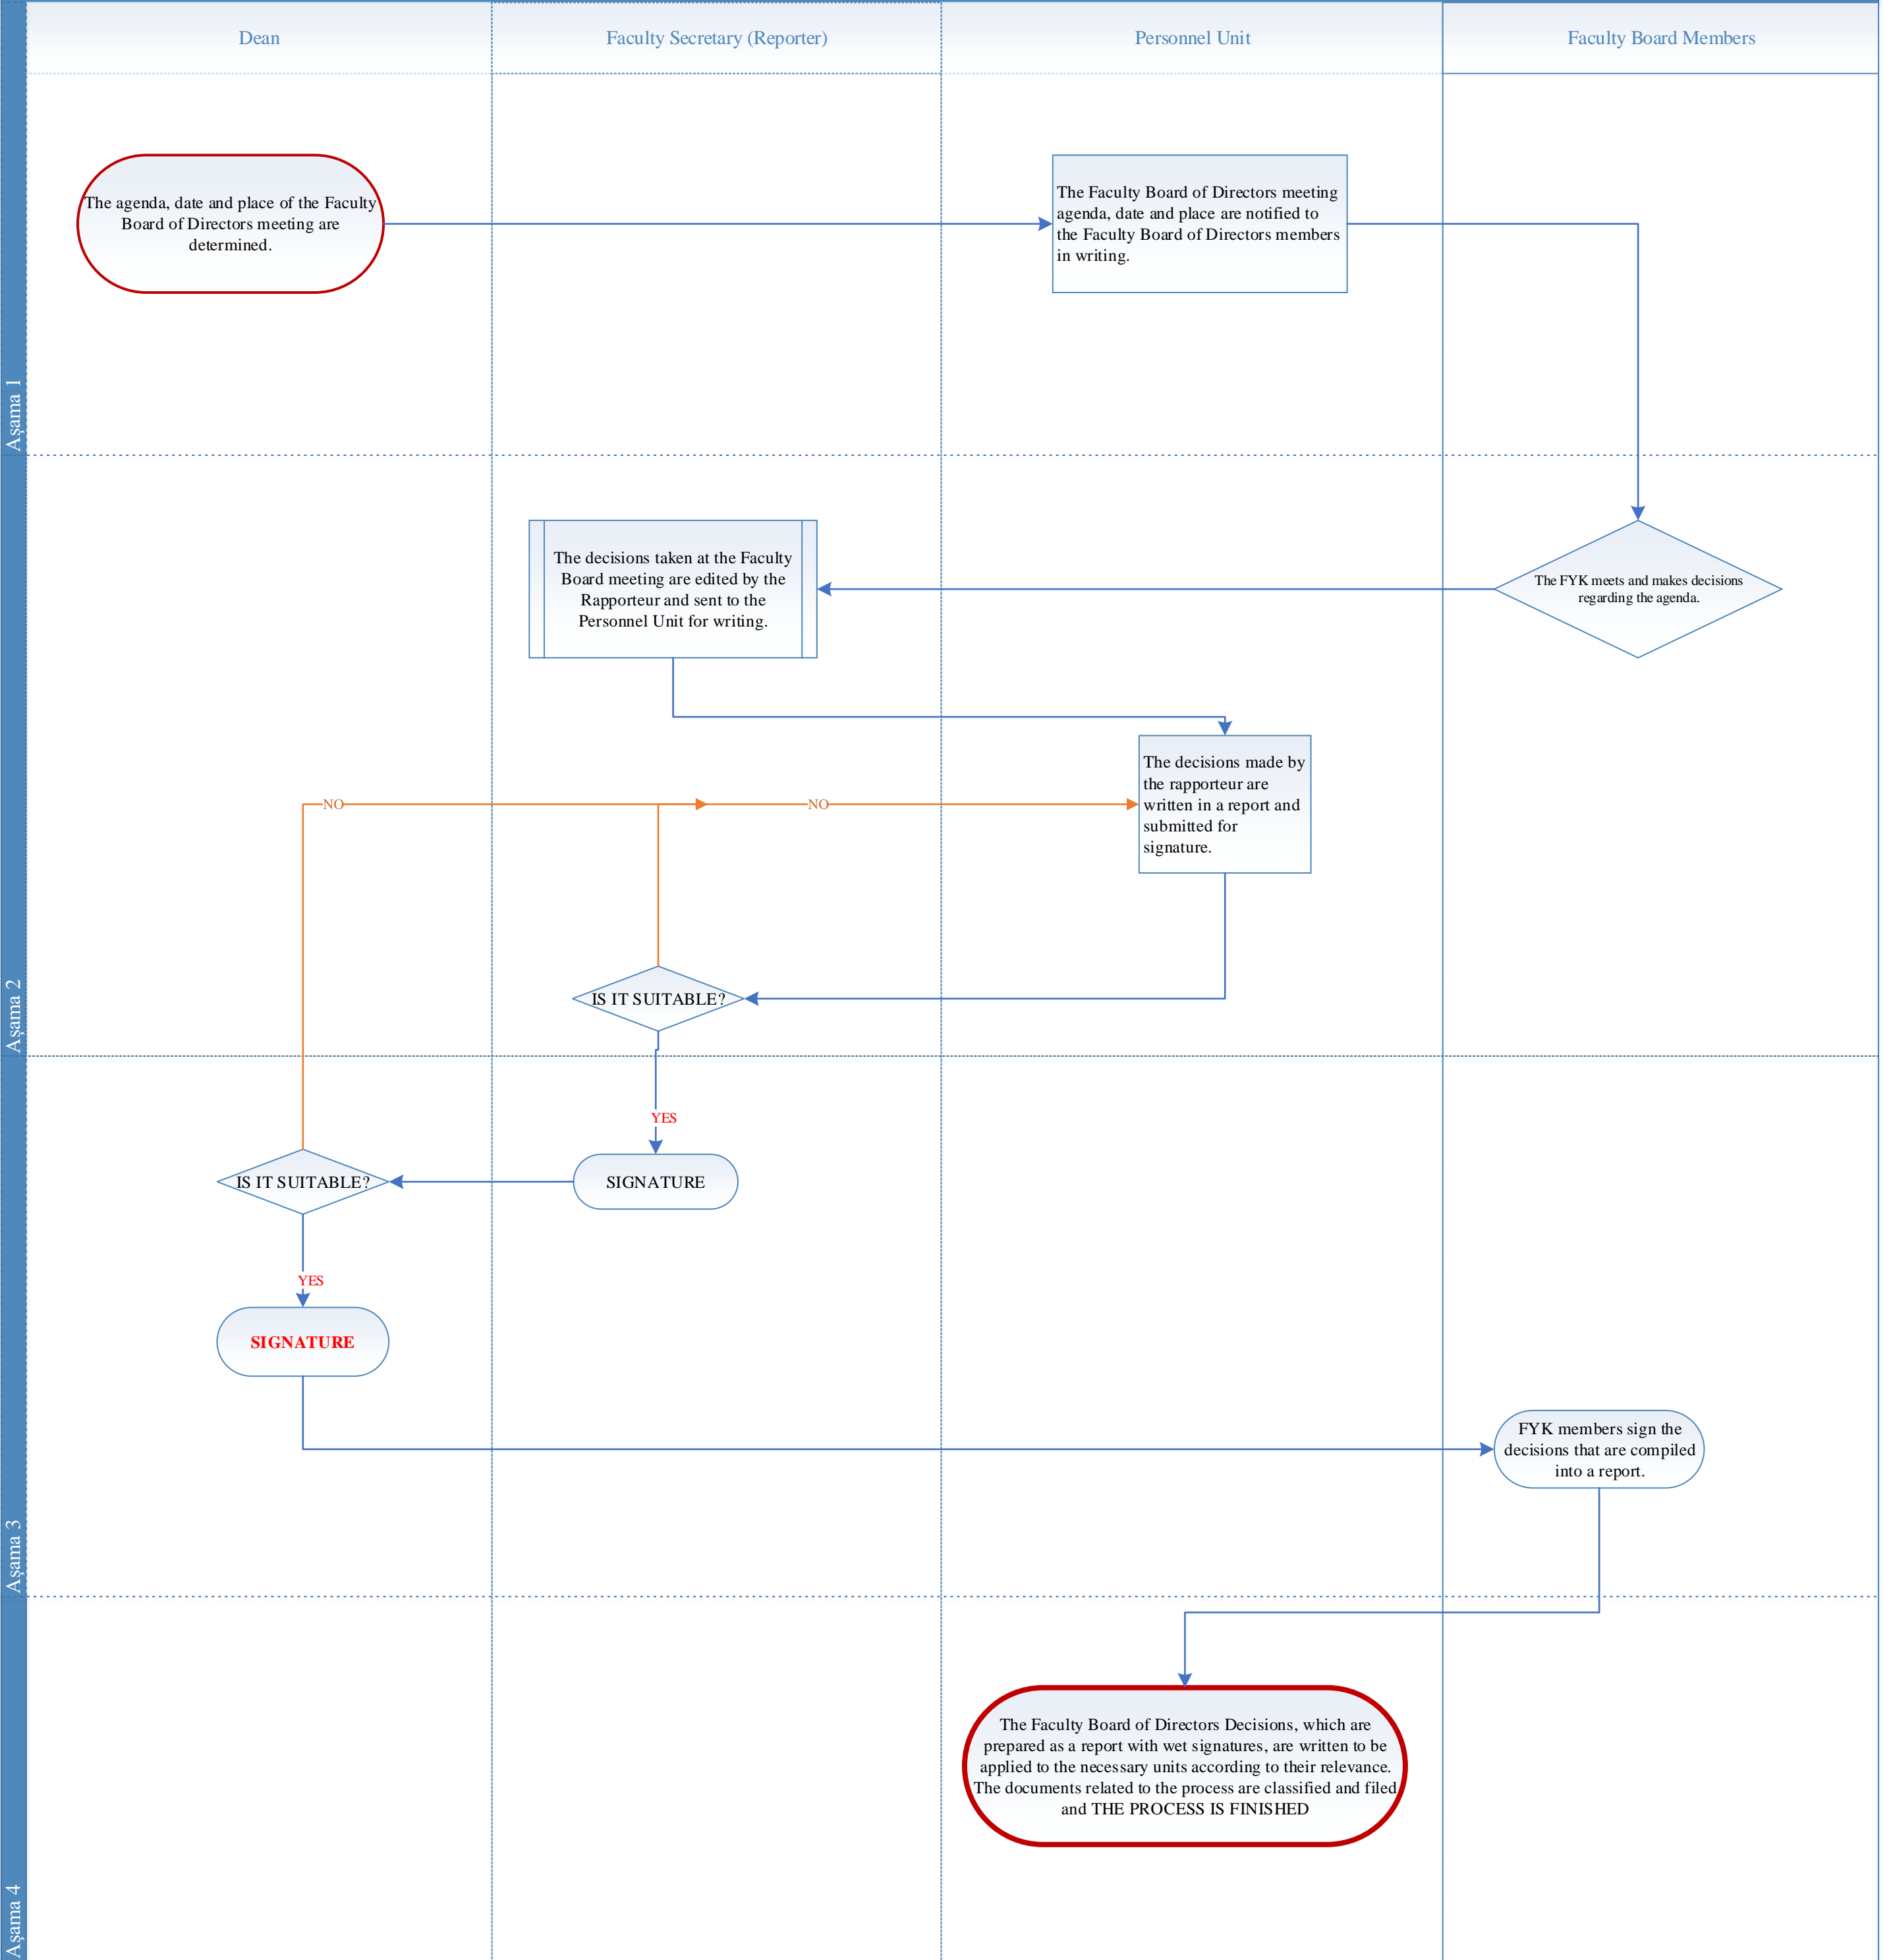 Dean
Faculty Secretary (Reporter)
Personnel Unit
Faculty Board Members
Aşama 1
The agenda, date and place of the Faculty
Board of Directors meeting are
determined.
The Faculty Board of Directors meeting
agenda, date and place are notified to
the Faculty Board of Directors members
in writing.
Aşama 2
The decisions taken at the Faculty
Board meeting are edited by the
Rapporteur and sent to the
Personnel Unit for writing.
The FYK meets and makes decisions
regarding the agenda.
The decisions made by
the rapporteur are
written in a report and
submitted for
signature.
NO
NO
IS IT SUITABLE?
Aşama 3
YES
IS IT SUITABLE?
SIGNATURE
YES
SIGNATURE
FYK members sign the
decisions that are compiled
into a report.
Aşama 4
The Faculty Board of Directors Decisions, which are
prepared as a report with wet signatures, are written to be
applied to the necessary units according to their relevance.
The documents related to the process are classified and filed
and THE PROCESS IS FINISHED